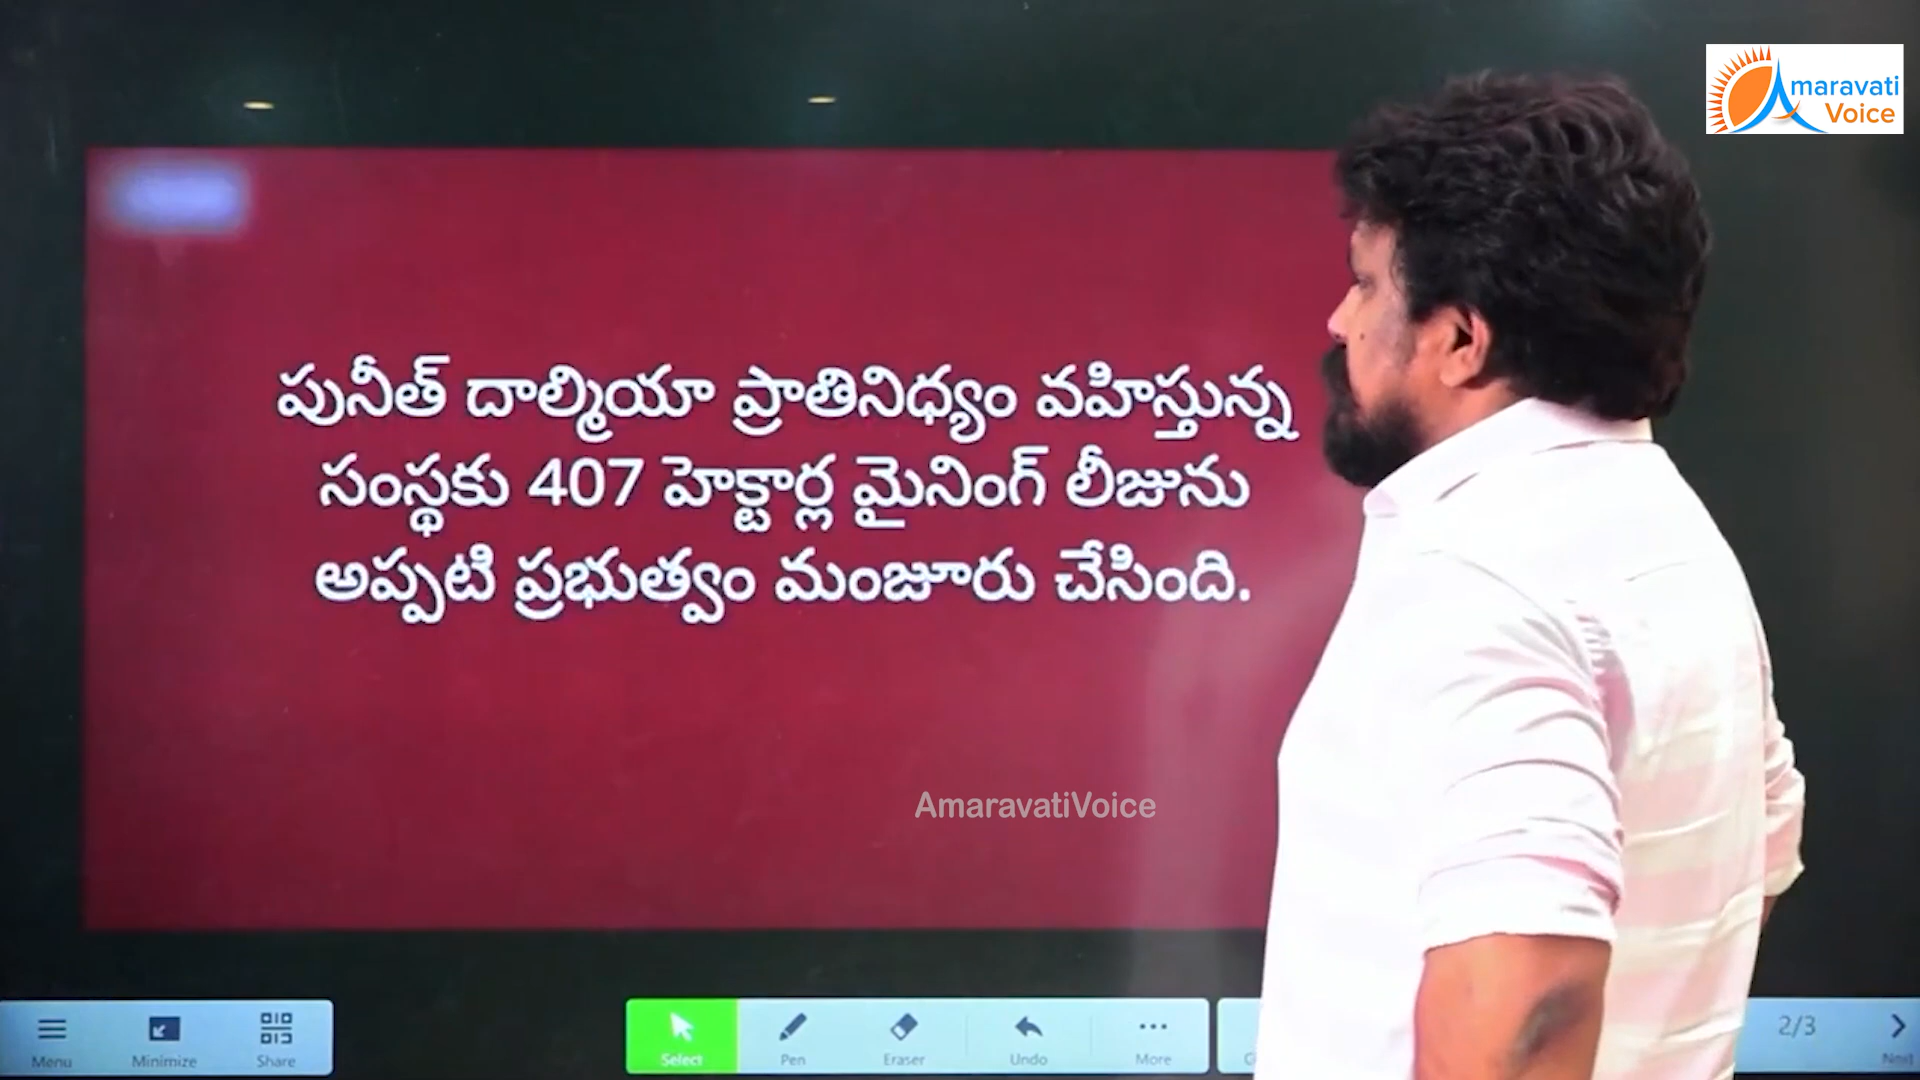 maravati
Voice
పునీత్ దాల్మియా ప్రాతినిధ్యం వహిస్తున్న
సంస్థకు 407 హెక్టార్ల మైనింగ్ లీజును
అప్పటి ప్రభుత్వం మంజూరు చేసింది.
AmaravatiVoice
Menu
Minimize
Share
Select
Pen
Eraser
Undo
More
2/3
Next